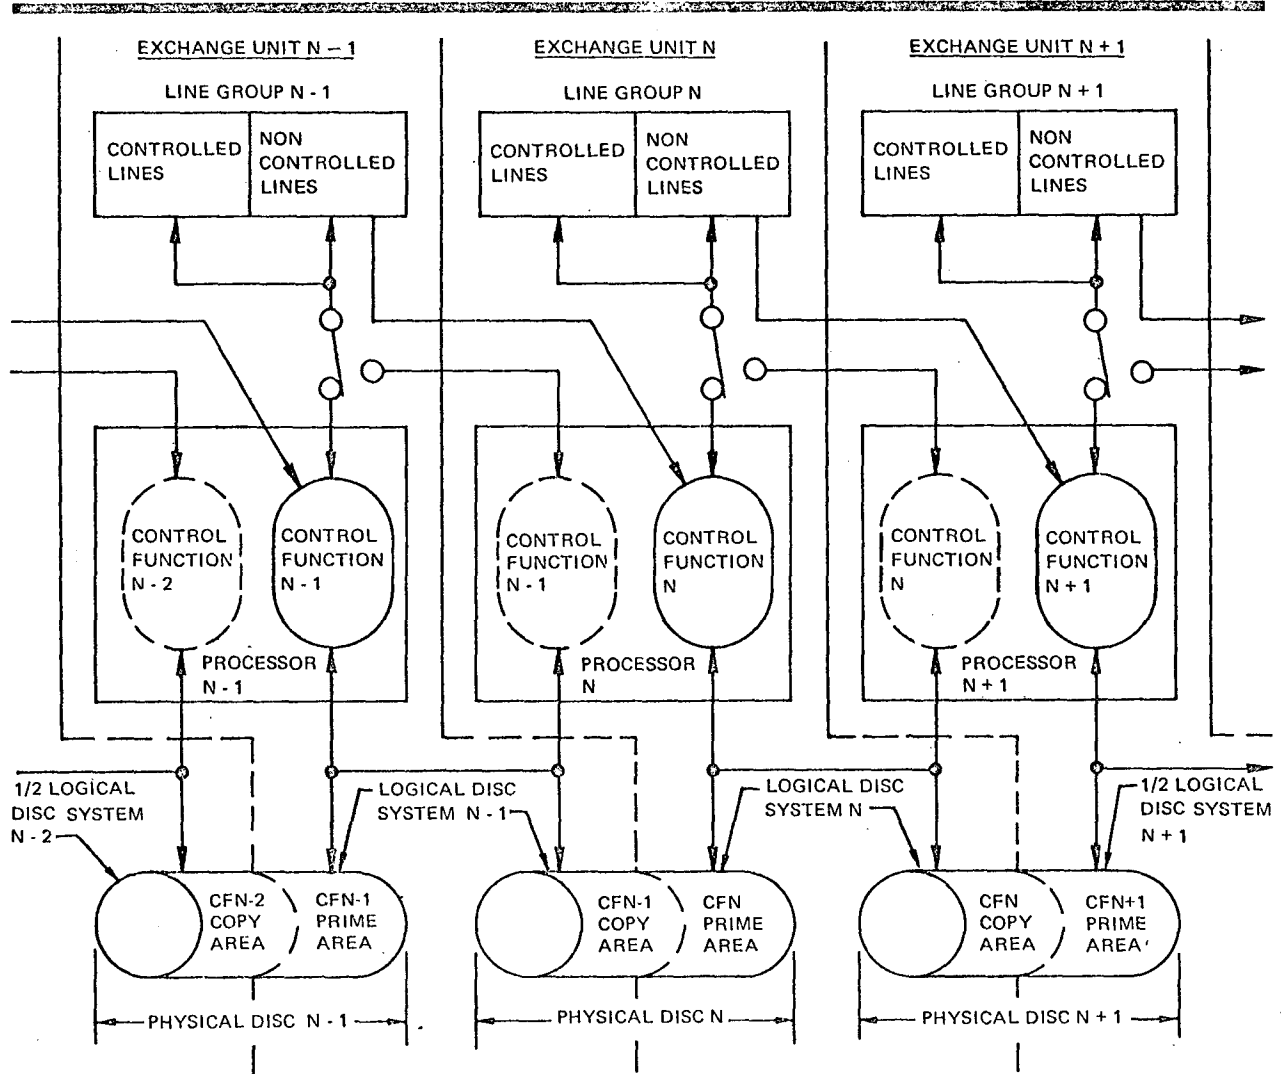 EXCHANGE UNIT N - 1
EXCHANGE UNIT N
EXCHANGE UNIT N + 1
LINE GROUP N - 1
LINE GROUP N
LINE GROUP N + 1
CONTROLLED
LINES
NON
CONTROLLED
LINES
CONTROLLED
LINES
NON
CONTROLLED
LINES
CONTROLLED
LINES
NON
CONTROLLED
LINES
CONTROL
FUNCTION
N - 2
CONTROL
FUNCTION
N - 1
PROCESSOR
N - 1
CONTROL
FUNCTION
N - 1
CONTROL
FUNCTION
N
PROCESSOR
N
CONTROL
FUNCTION
N
CONTROL
FUNCTION
N + 1
PROCESSOR
N + 1
1/2 LOGICAL
DISC SYSTEM
N - 2
LOGICAL DISC
SYSTEM N - 1
LOGICAL DISC
SYSTEM N
1/2 LOGICAL
DISC SYSTEM
N + 1
CFN-2
COPY
AREA
CFN-1
PRIME
AREA
CFN-1
COPY
AREA
CFN
PRIME
AREA
CFN
COPY
AREA
CFN+1
PRIME
AREA
PHYSICAL DISC N - 1
PHYSICAL DISC N
PHYSICAL DISC N + 1